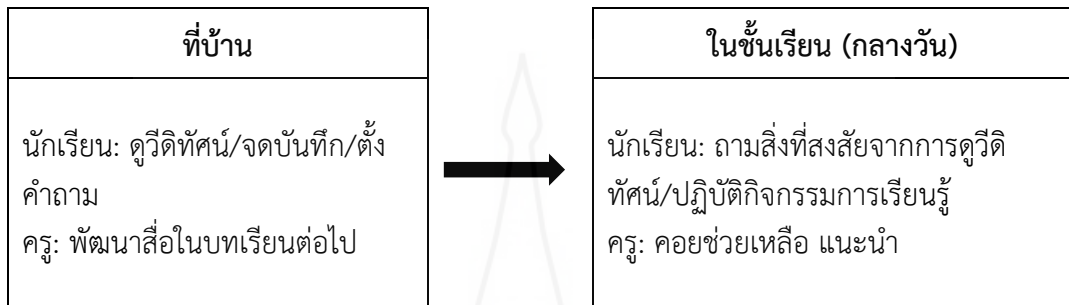 ที่บ้าน
นักเรียน: ดูวีดิทัศน์/จดบันทึก/ตั้ง
คำถาม
ครู: พัฒนาสื่อในบทเรียนต่อไป
ในชั้นเรียน (กลางวัน)
นักเรียน: ถามสิ่งที่สงสัยจากการดูวีดิ
ทัศน์/ปฏิบัติกิจกรรมการเรียนรู้
ครู: คอยช่วยเหลือ แนะนำ